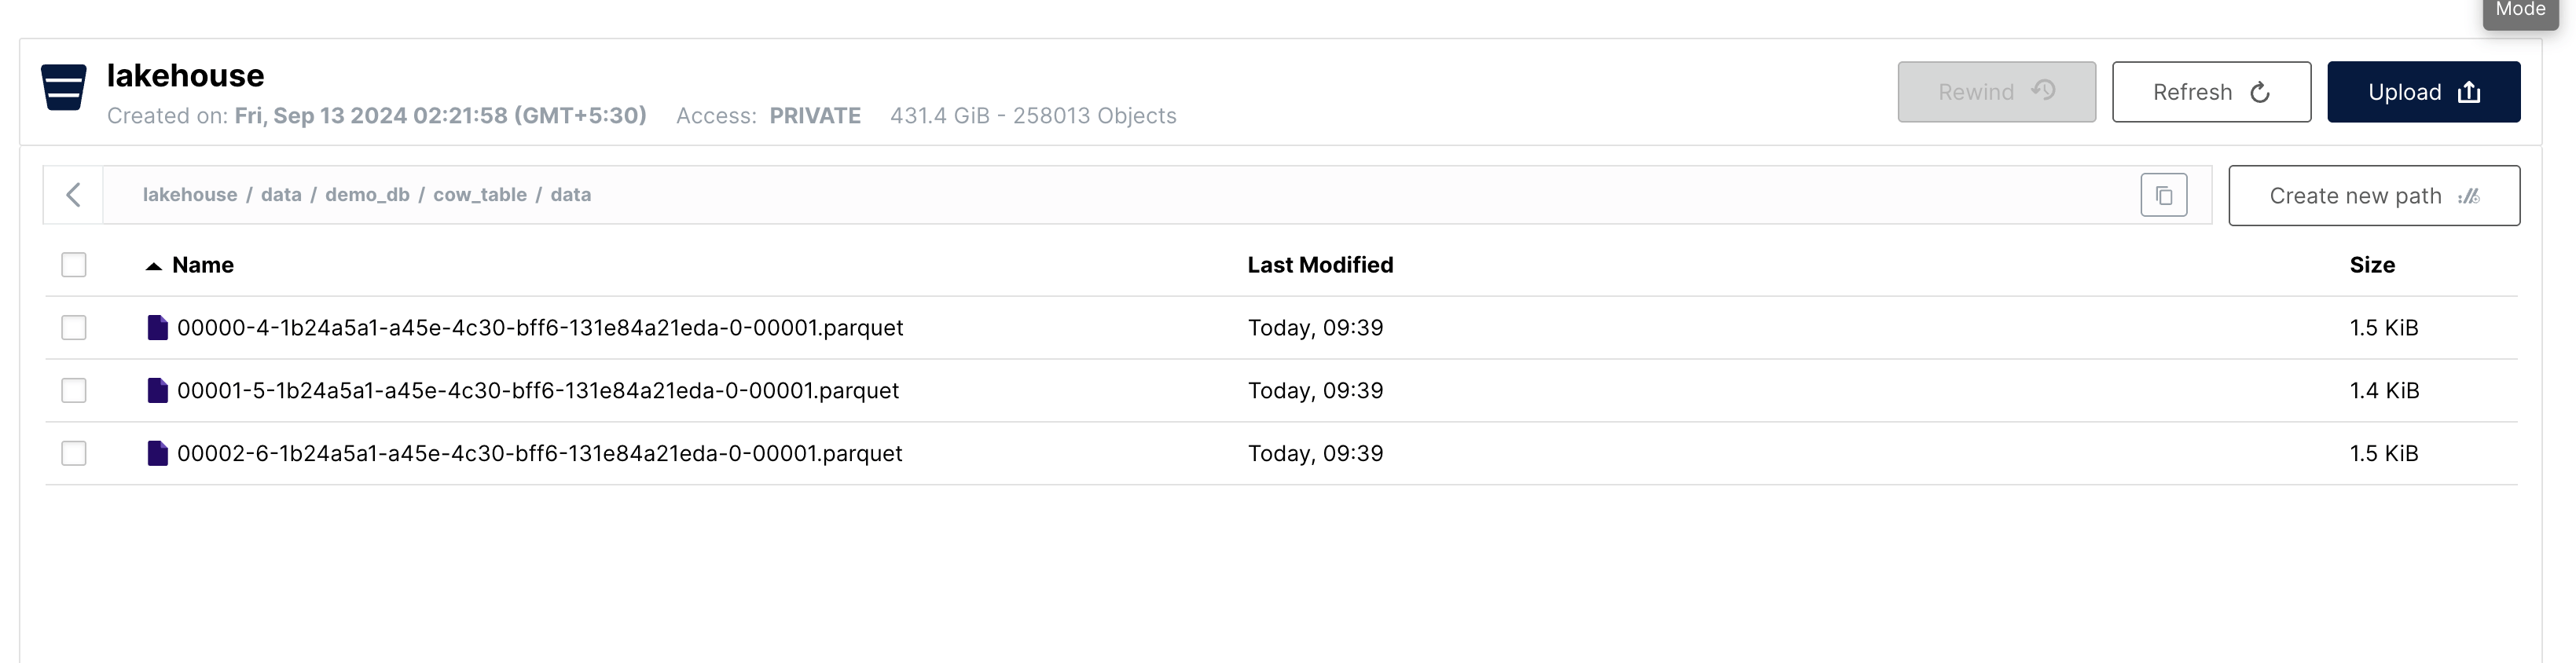 Mode
lakehouse
Created on: Fri, Sep 13 2024 02:21:58 (GMT+5:30) Access: PRIVATE 431.4 GiB - 258013 Objects
Rewind Refresh Upload
lakehouse / data / demo_db / cow_table / data
Create new path
Name Last Modified Size
00000-4-1b24a5a1-a45e-4c30-bff6-131e84a21eda-0-00001.parquet Today, 09:39 1.5 KiB
00001-5-1b24a5a1-a45e-4c30-bff6-131e84a21eda-0-00001.parquet Today, 09:39 1.4 KiB
00002-6-1b24a5a1-a45e-4c30-bff6-131e84a21eda-0-00001.parquet Today, 09:39 1.5 KiB